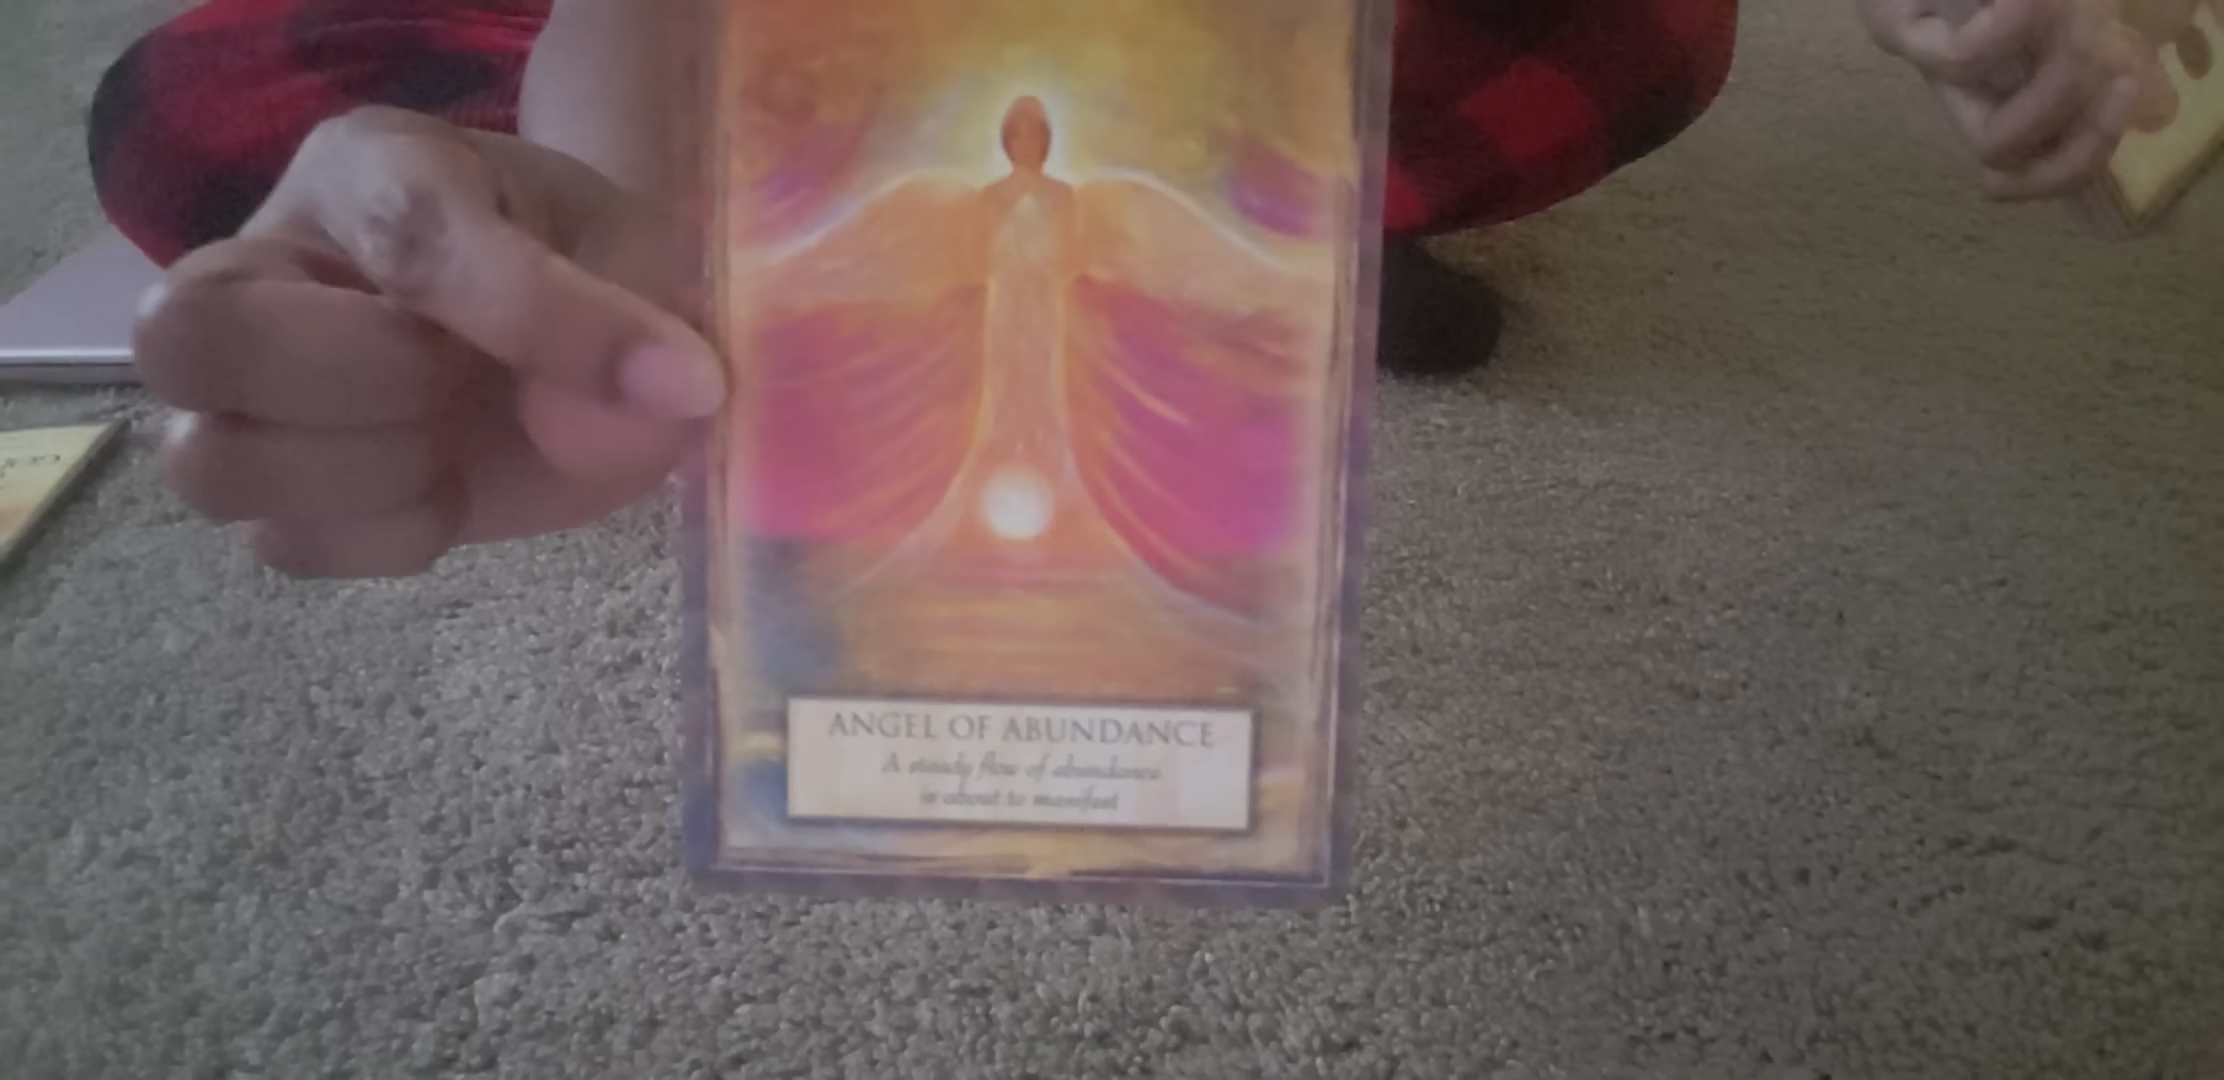 ANGEL OF ABUNDANCE
A steady flow of abundance
is about to manifest